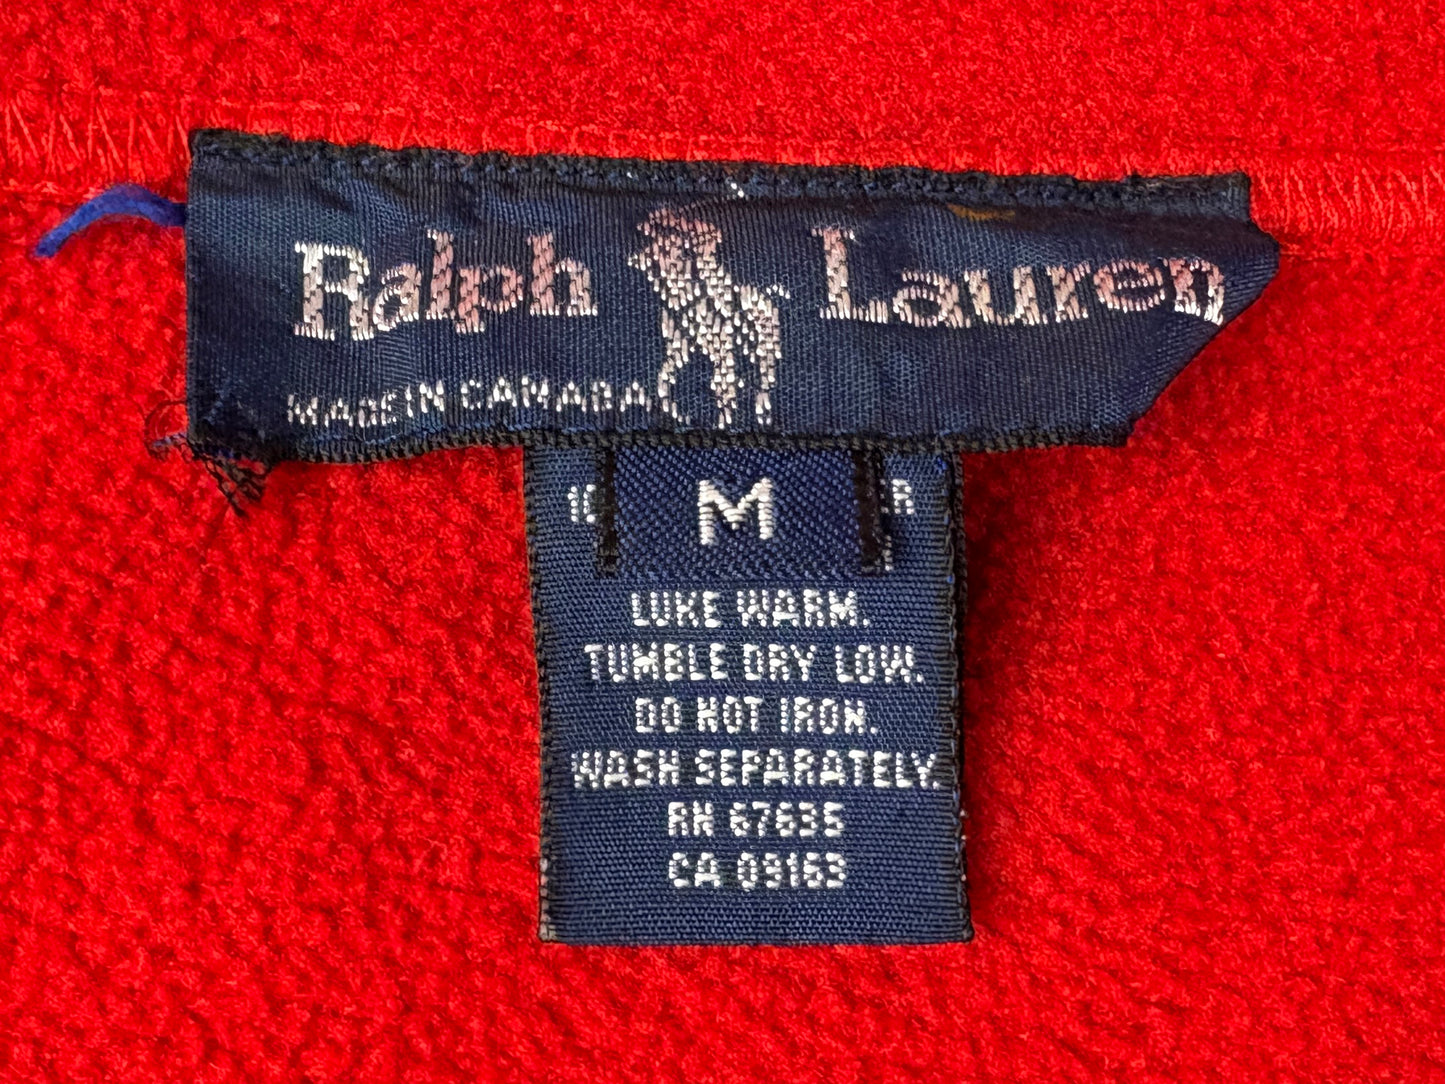 Ralph Lauren
MADE IN CANADA
M
LUKE WARM.
TUMBLE DRY LOW.
DO NOT IRON.
WASH SEPARATELY.
RN 67635
CA 09163